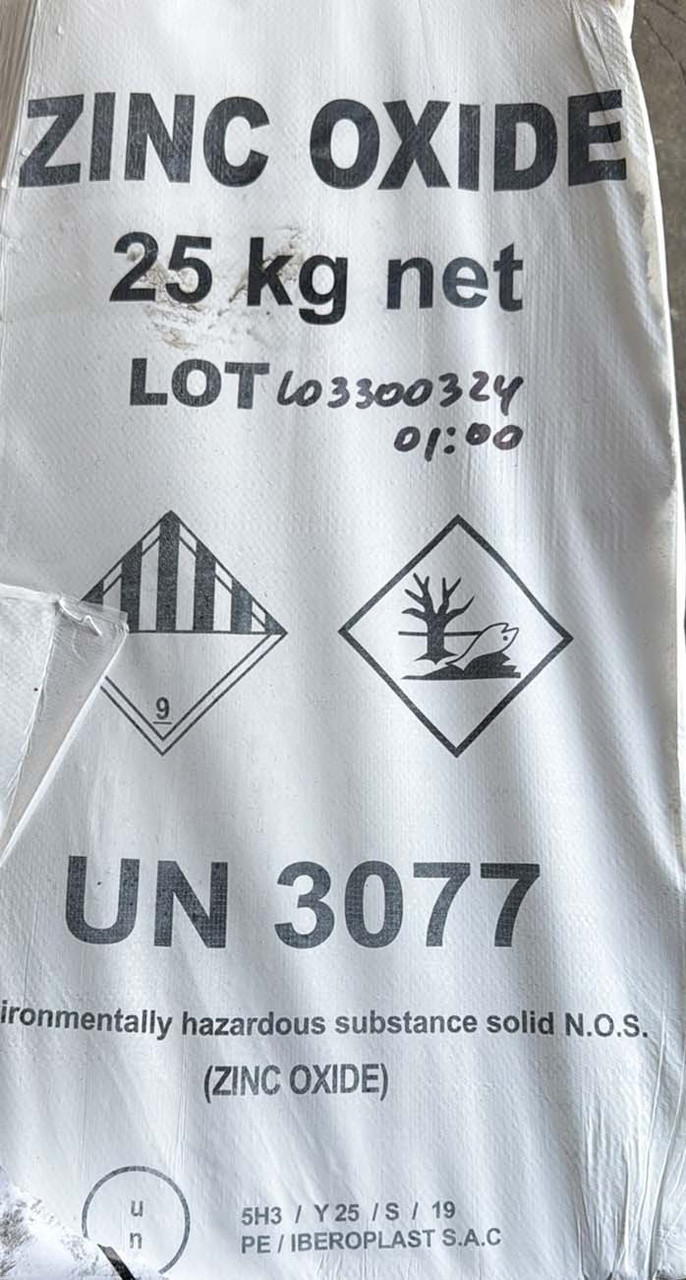 ZINC OXIDE
25 kg net
LOT L03300324
01:00
9
UN 3077
ironmentally hazardous substance solid N.O.S.
(ZINC OXIDE)
u
n
5H3 / Y 25 / S / 19
PE / IBEROPLAST S.A.C